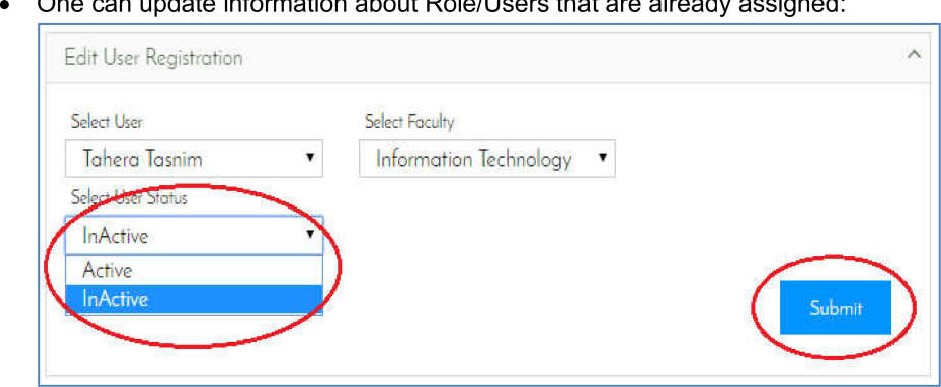 • One can update information about Role/Users that are already assigned:
Edit User Registration
Select User Select Faculty
Tahera Tasnim Information Technology
Select User Status
InActive
Active
InActive
Submit